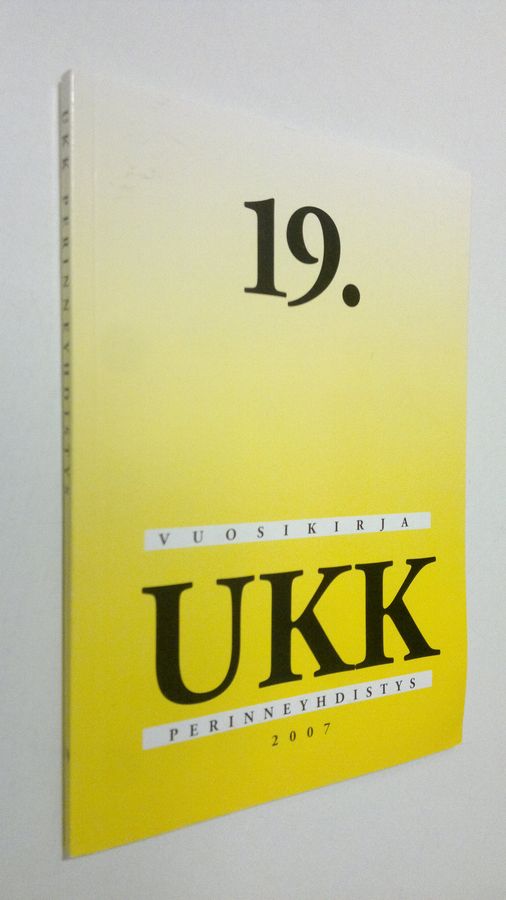 UKK PERINNEYHDISTYS
19.
VUOSIKIRJA
UKK
PERINNEYHDISTYS
2007